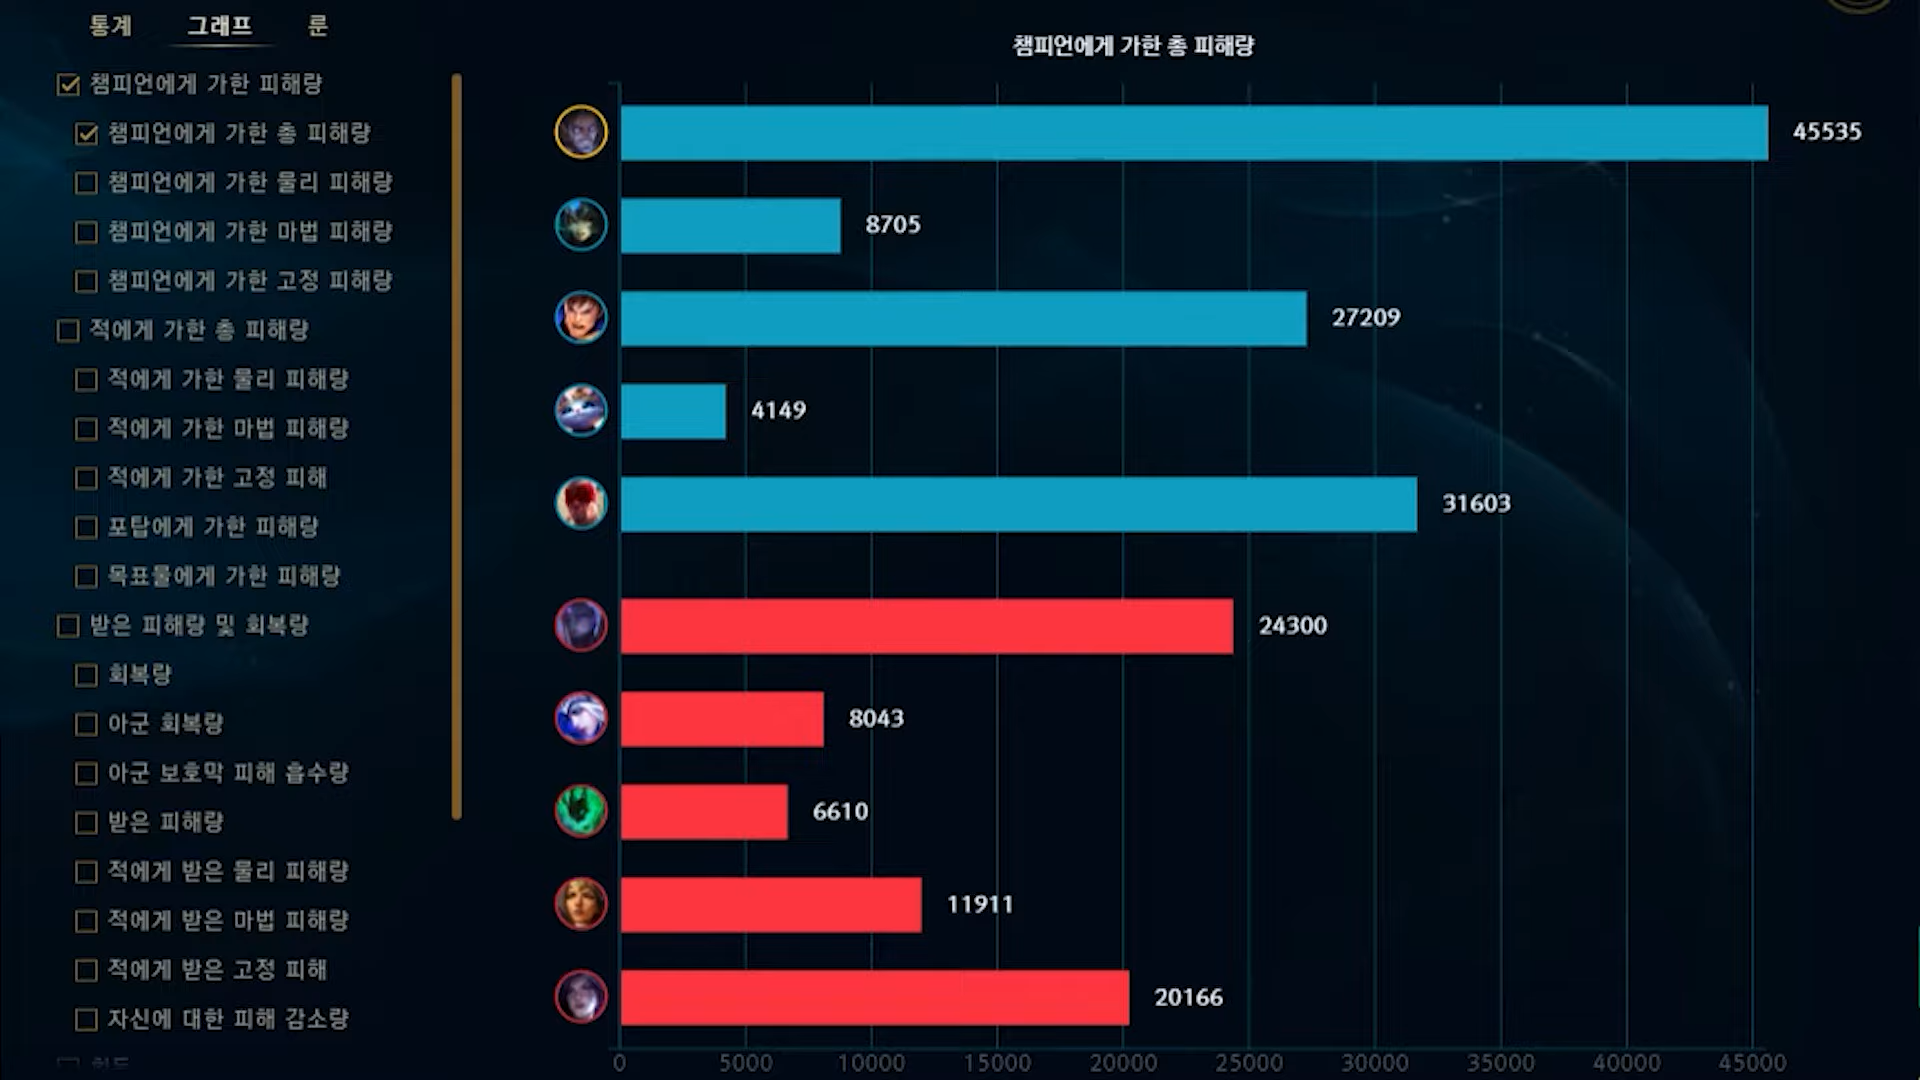 통계 그래프 룬
챔피언에게 가한 피해량
챔피언에게 가한 총 피해량
챔피언에게 가한 물리 피해량
챔피언에게 가한 마법 피해량
챔피언에게 가한 고정 피해량
적에게 가한 총 피해량
적에게 가한 물리 피해량
적에게 가한 마법 피해량
적에게 가한 고정 피해
포탑에게 가한 피해량
목표물에게 가한 피해량
받은 피해량 및 회복량
회복량
아군 회복량
아군 보호막 피해 흡수량
받은 피해량
적에게 받은 물리 피해량
적에게 받은 마법 피해량
적에게 받은 고정 피해
자신에 대한 피해 감소량
챔피언에게 가한 총 피해량
45535
8705
27209
4149
31603
24300
8043
6610
11911
20166
0 5000 10000 15000 20000 25000 30000 35000 40000 45000